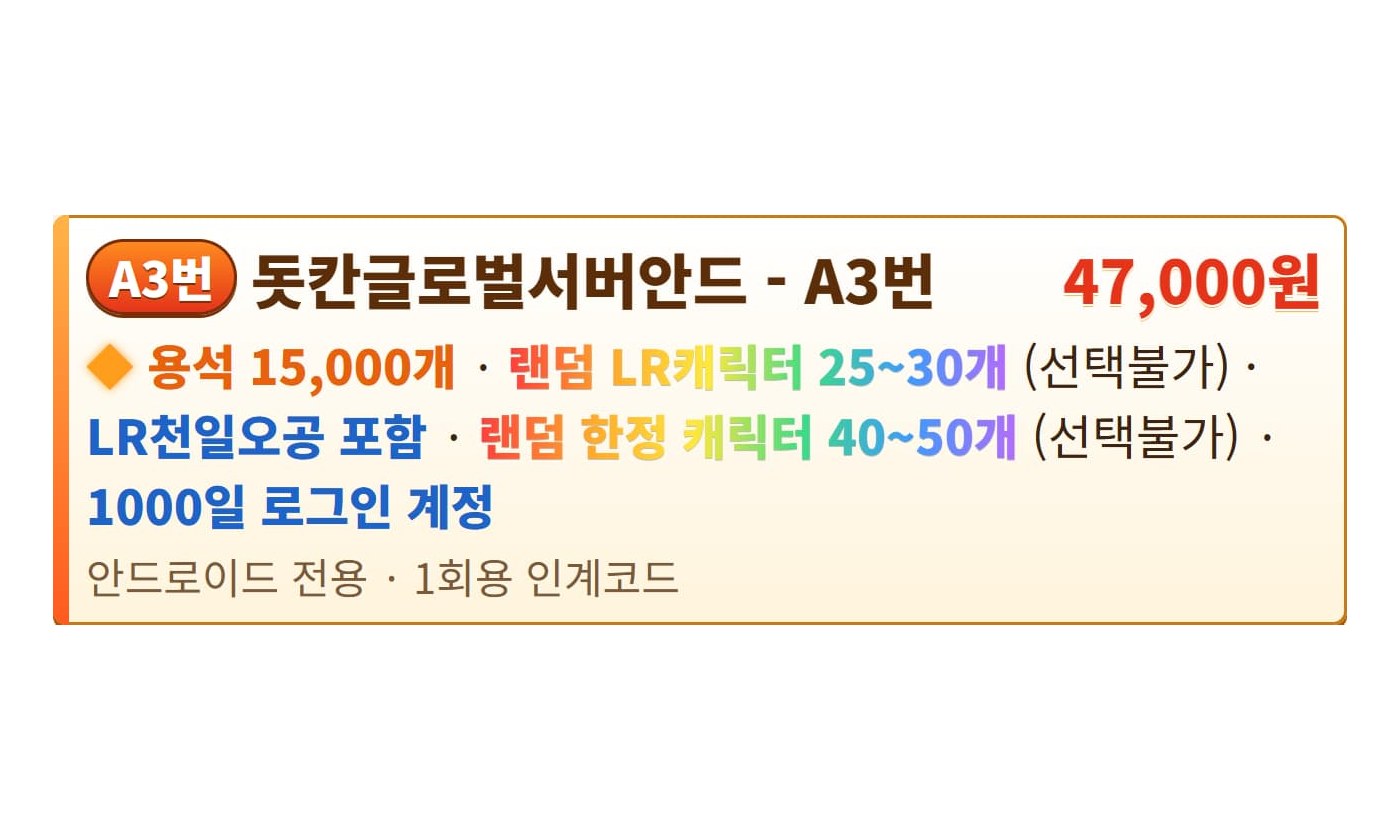 A3번 돗칸글로벌서버안드 - A3번 47,000원
🔶 용석 15,000개 · 랜덤 LR캐릭터 25~30개 (선택불가) ·
LR천일오공 포함 · 랜덤 한정 캐릭터 40~50개 (선택불가) ·
1000일 로그인 계정
안드로이드 전용 · 1회용 인계코드